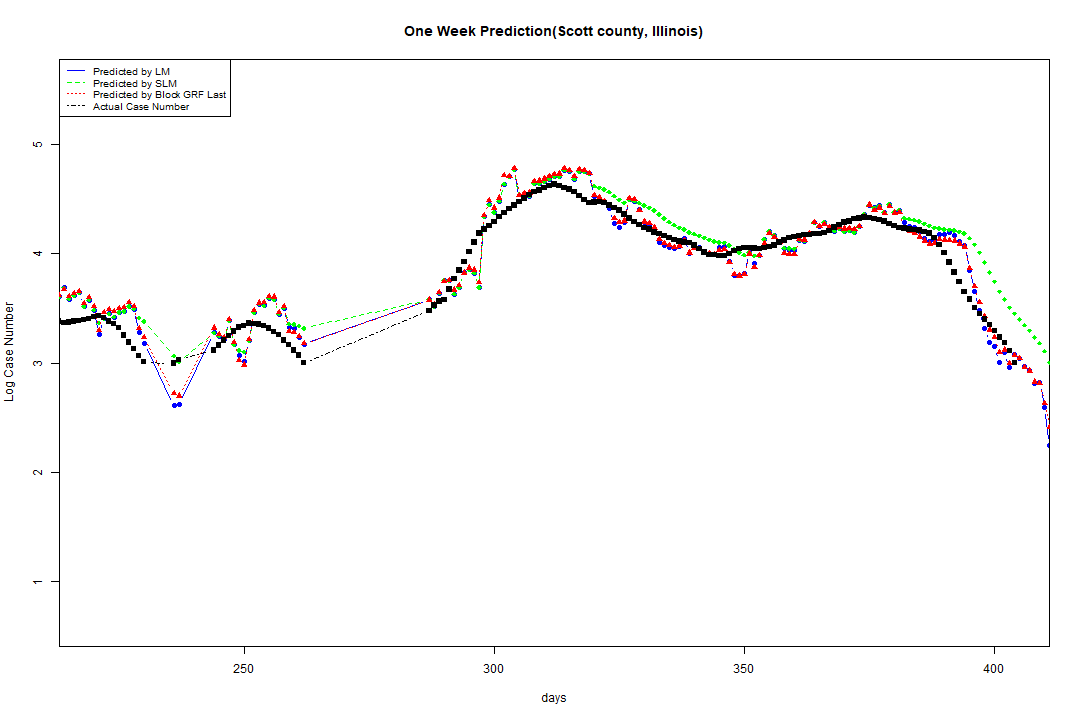 One Week Prediction(Scott county, Illinois)
Predicted by LM
Predicted by SLM
Predicted by Block GRF Last
Actual Case Number
5
4
3
2
1
Log Case Number
250 300 350 400
days